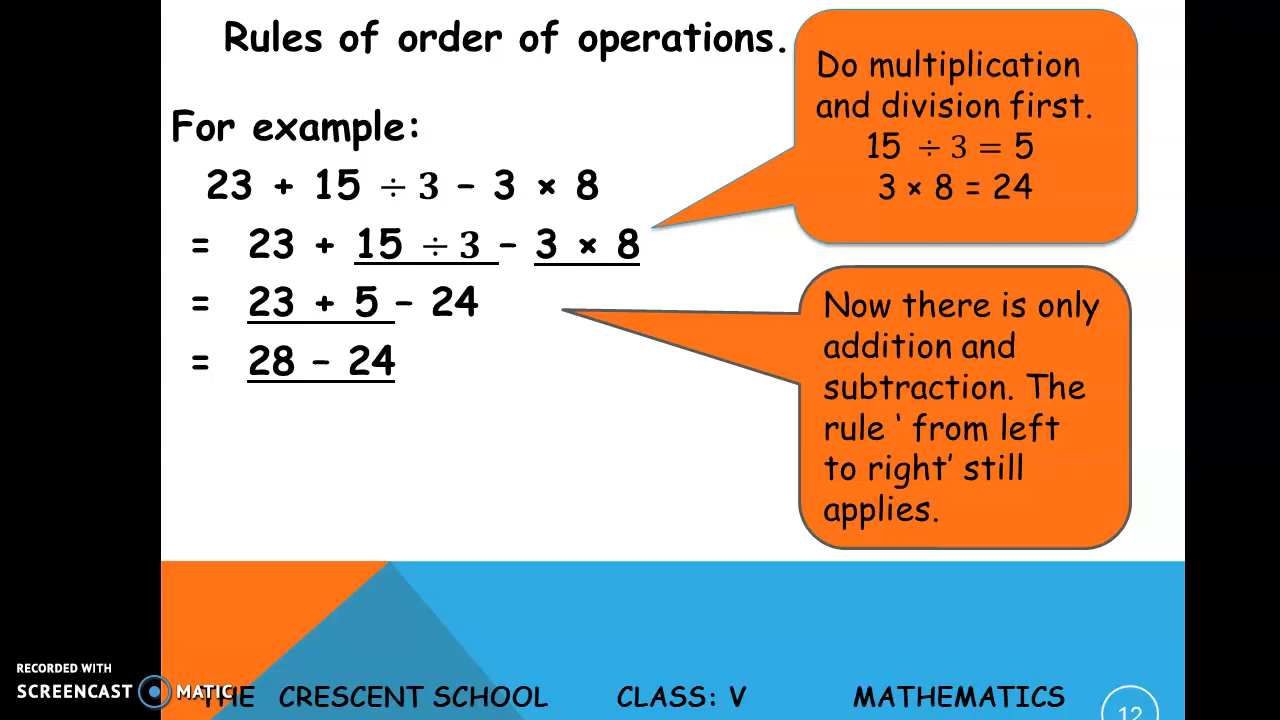 Rules of order of operations.
For example:
23 + 15 ÷ 3 – 3 × 8
= 23 + 15 ÷ 3 – 3 × 8
= 23 + 5 – 24
= 28 – 24
Do multiplication
and division first.
15 ÷ 3 = 5
3 × 8 = 24
Now there is only
addition and
subtraction. The
rule ‘ from left
to right’ still
applies.
RECORDED WITH
SCREENCAST MATIC
THE CRESCENT SCHOOL CLASS: V MATHEMATICS
12